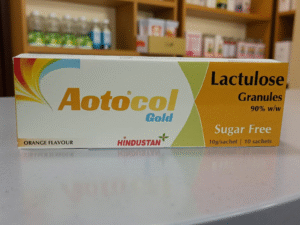 Aotocol
Gold
Lactulose
Granules
90% w/w
Sugar Free
10g/sachet | 10 sachets
ORANGE FLAVOUR
HINDUSTAN